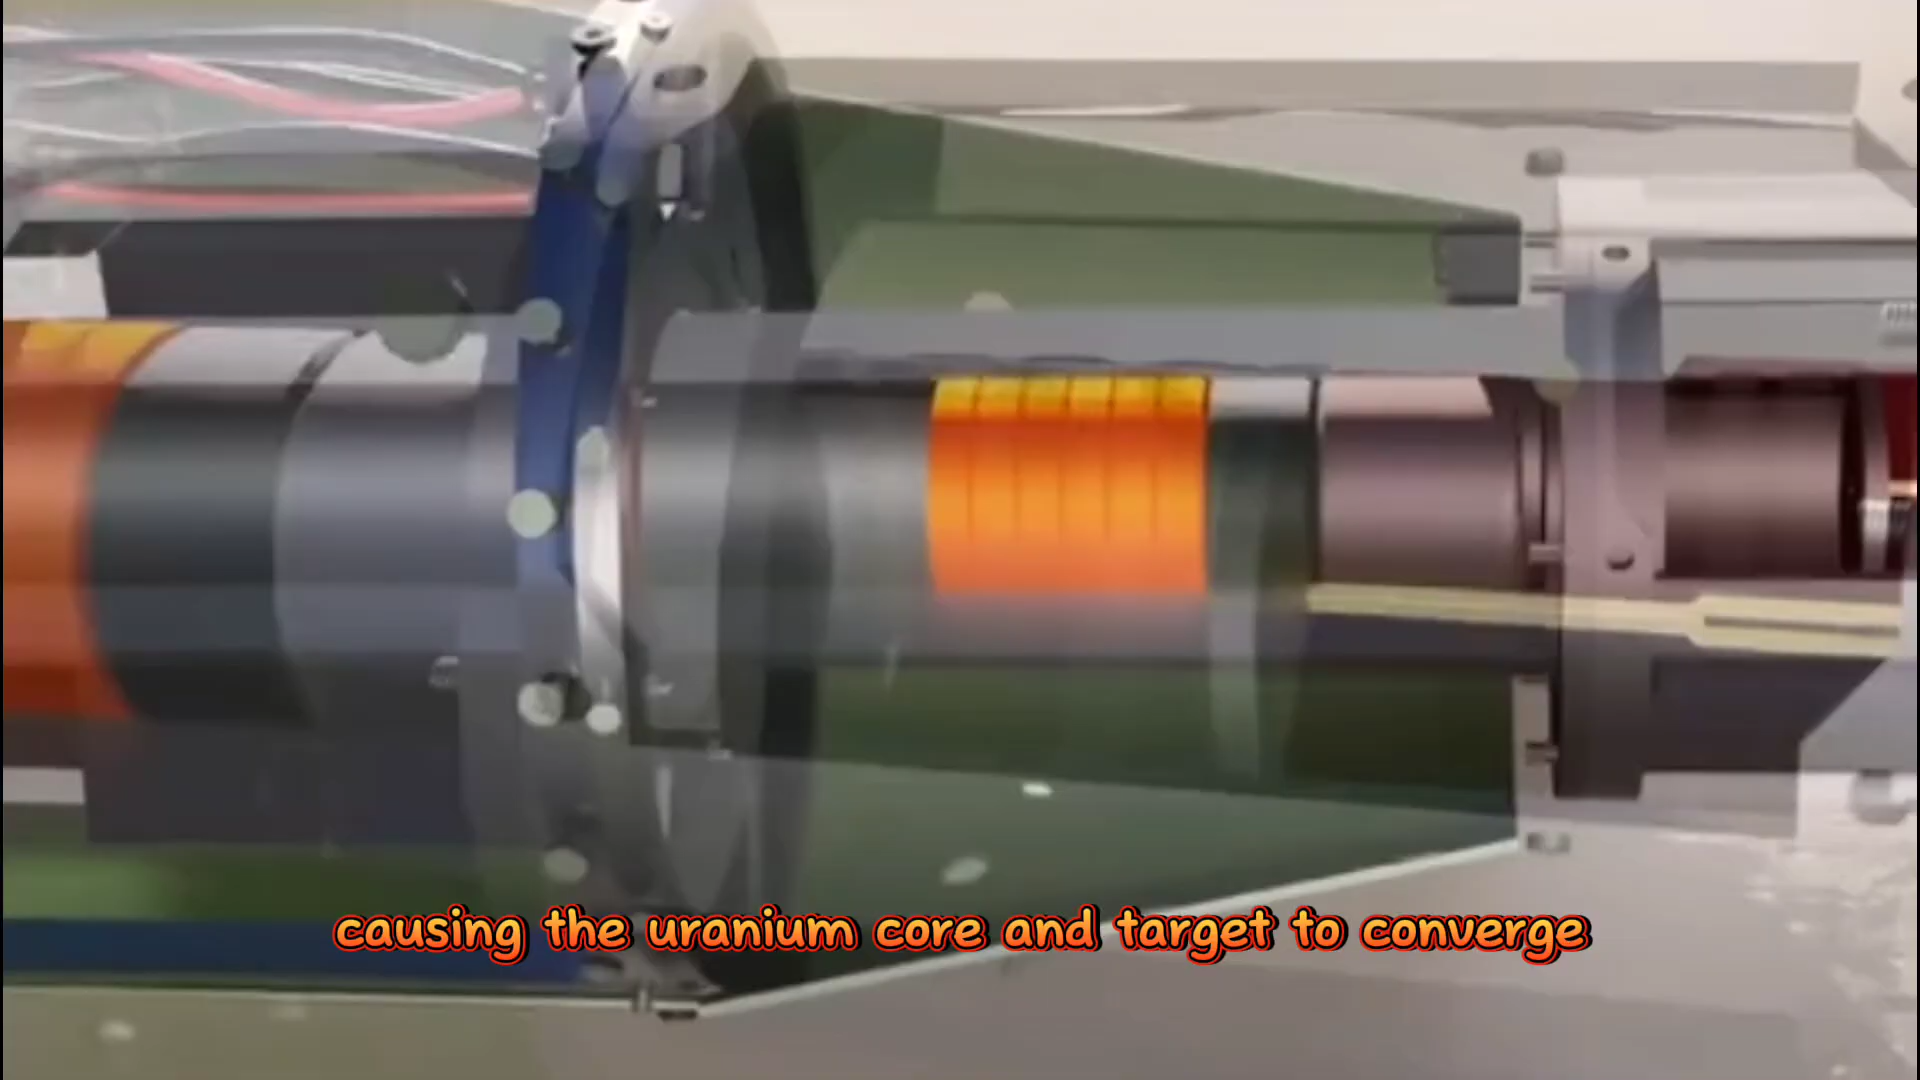 causing the uranium core and target to converge